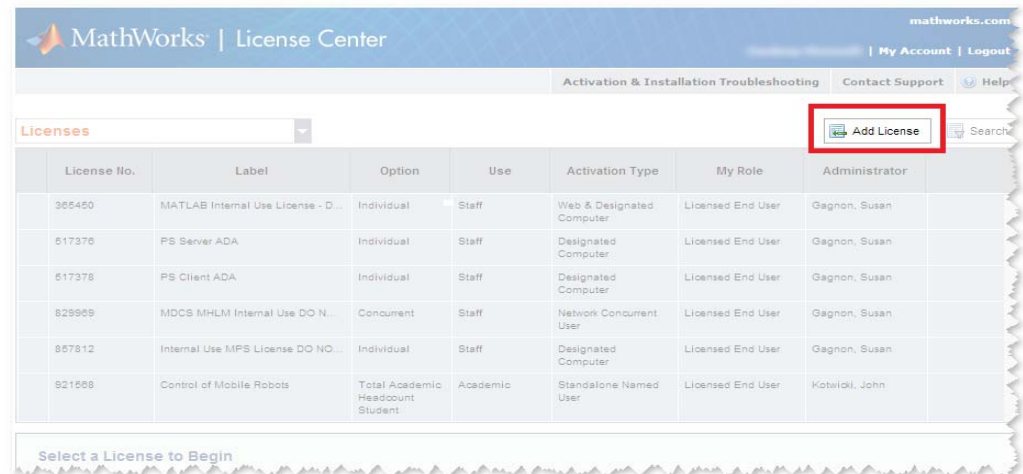 mathworks.com
MathWorks | License Center
| My Account | Logout
Activation & Installation Troubleshooting Contact Support Help
Licenses
Add License Search
License No. Label Option Use Activation Type My Role Administrator
365450 MATLAB Internal Use License - D... Individual Staff Web & Designated Computer Licensed End User Gagnon, Susan
517376 PS Server ADA Individual Staff Designated Computer Licensed End User Gagnon, Susan
517378 PS Client ADA Individual Staff Designated Computer Licensed End User Gagnon, Susan
829969 MDCS MHLM Internal Use DO N... Concurrent Staff Network Concurrent User Licensed End User Gagnon, Susan
857812 Internal Use MPS License DO NO... Individual Staff Designated Computer Licensed End User Gagnon, Susan
921568 Control of Mobile Robots Total Academic Headcount Student Academic Standalone Named User Licensed End User Kotwicki, John
Select a License to Begin